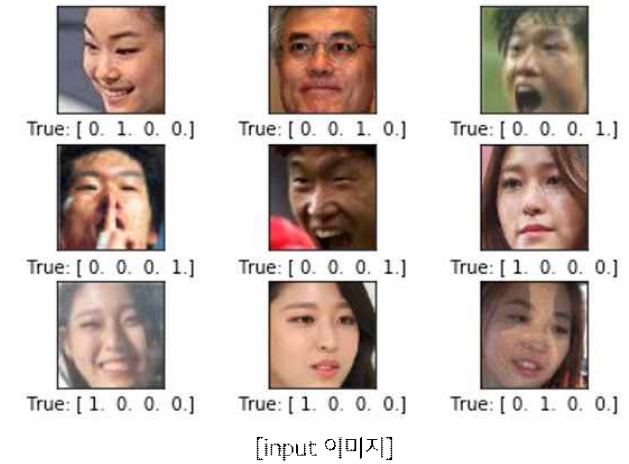 True: [ 0. 1. 0. 0.]
True: [ 0. 0. 1. 0.]
True: [ 0. 0. 0. 1.]
True: [ 0. 0. 0. 1.]
True: [ 0. 0. 0. 1.]
True: [ 1. 0. 0. 0.]
True: [ 1. 0. 0. 0.]
True: [ 1. 0. 0. 0.]
True: [ 0. 1. 0. 0.]
[input 이미지]